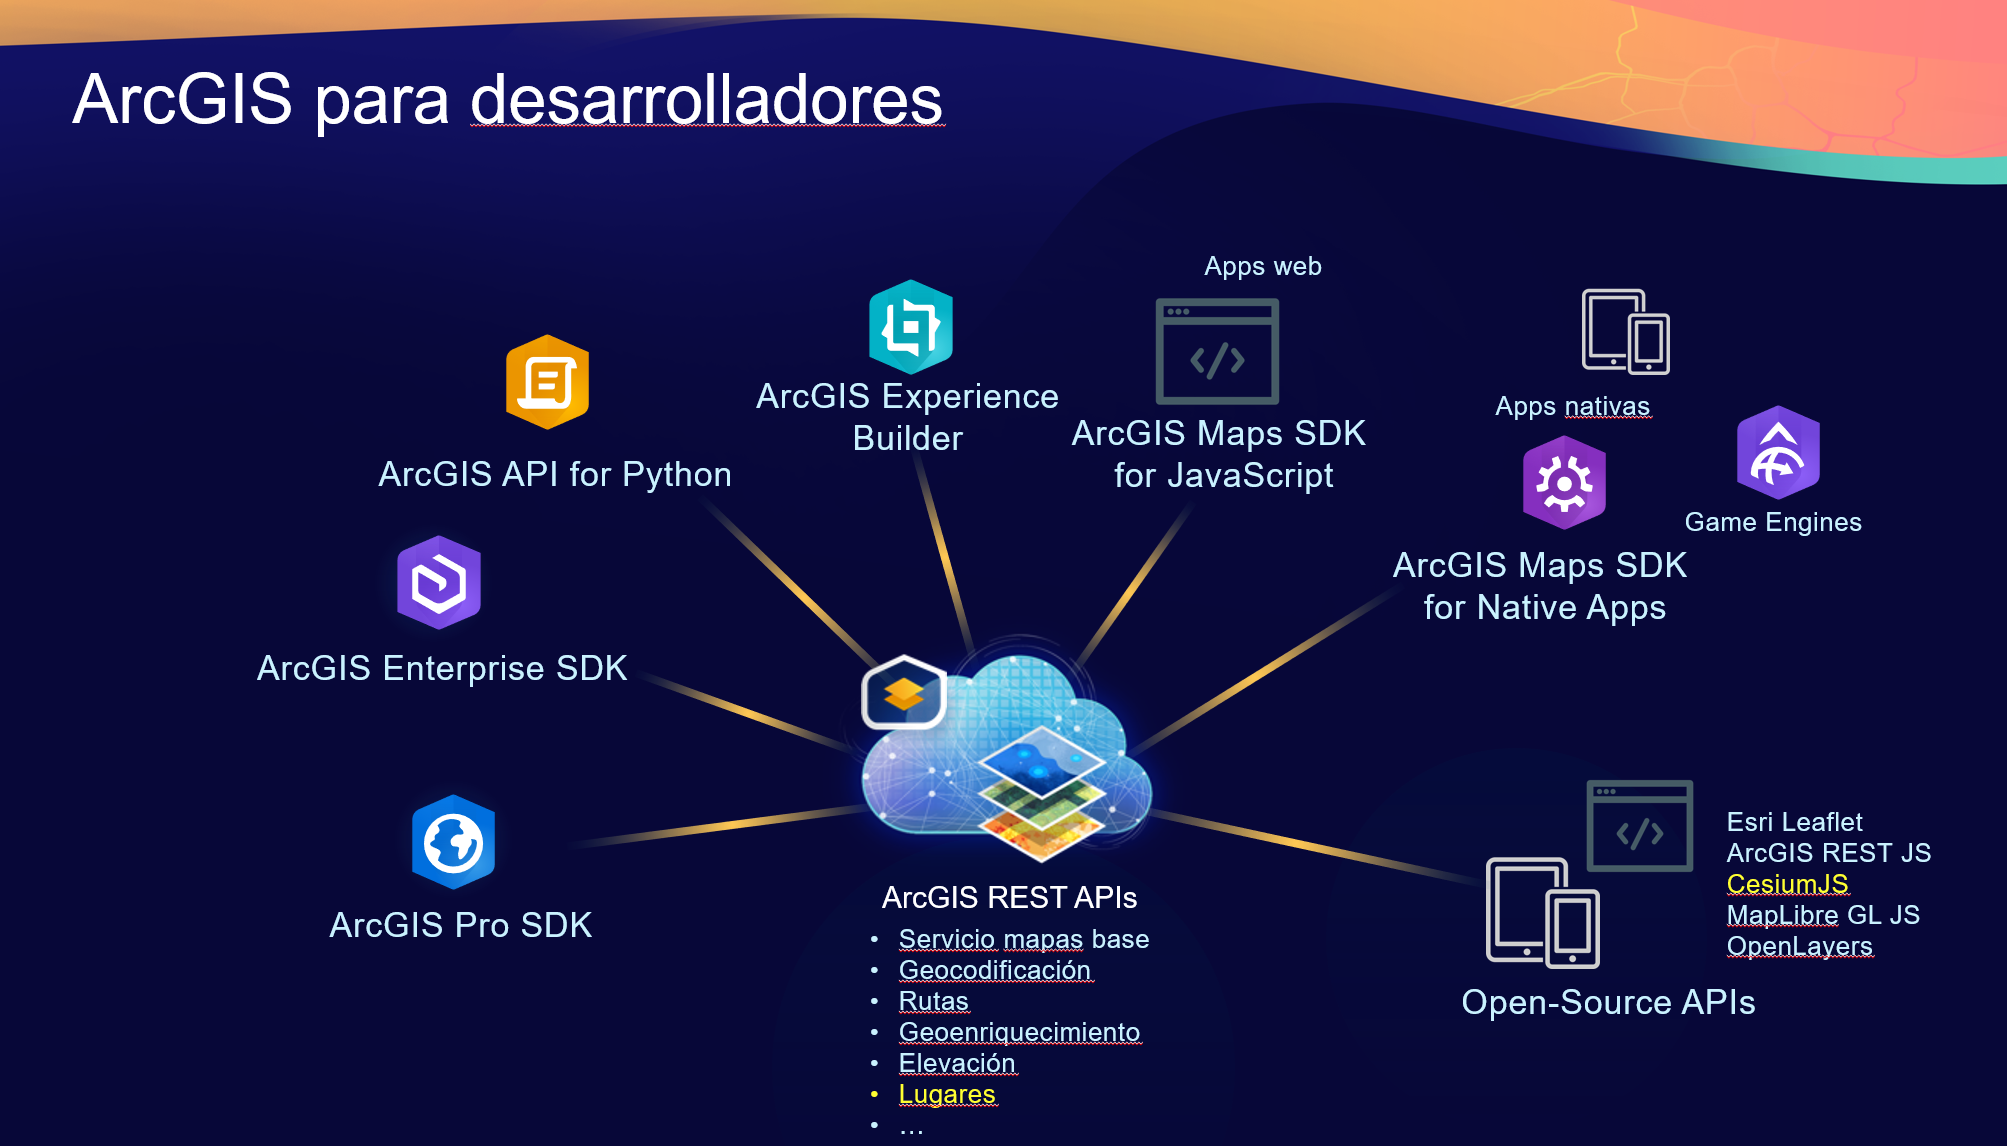 ArcGIS para desarrolladores
Apps web
ArcGIS Experience
Builder
ArcGIS Maps SDK
for JavaScript
Apps nativas
ArcGIS API for Python
Game Engines
ArcGIS Maps SDK
for Native Apps
ArcGIS Enterprise SDK
ArcGIS Pro SDK
ArcGIS REST APIs
• Servicio mapas base
• Geocodificación
• Rutas
• Geoenriquecimiento
• Elevación
• Lugares
• ...
Esri Leaflet
ArcGIS REST JS
CesiumJS
MapLibre GL JS
OpenLayers
Open-Source APIs